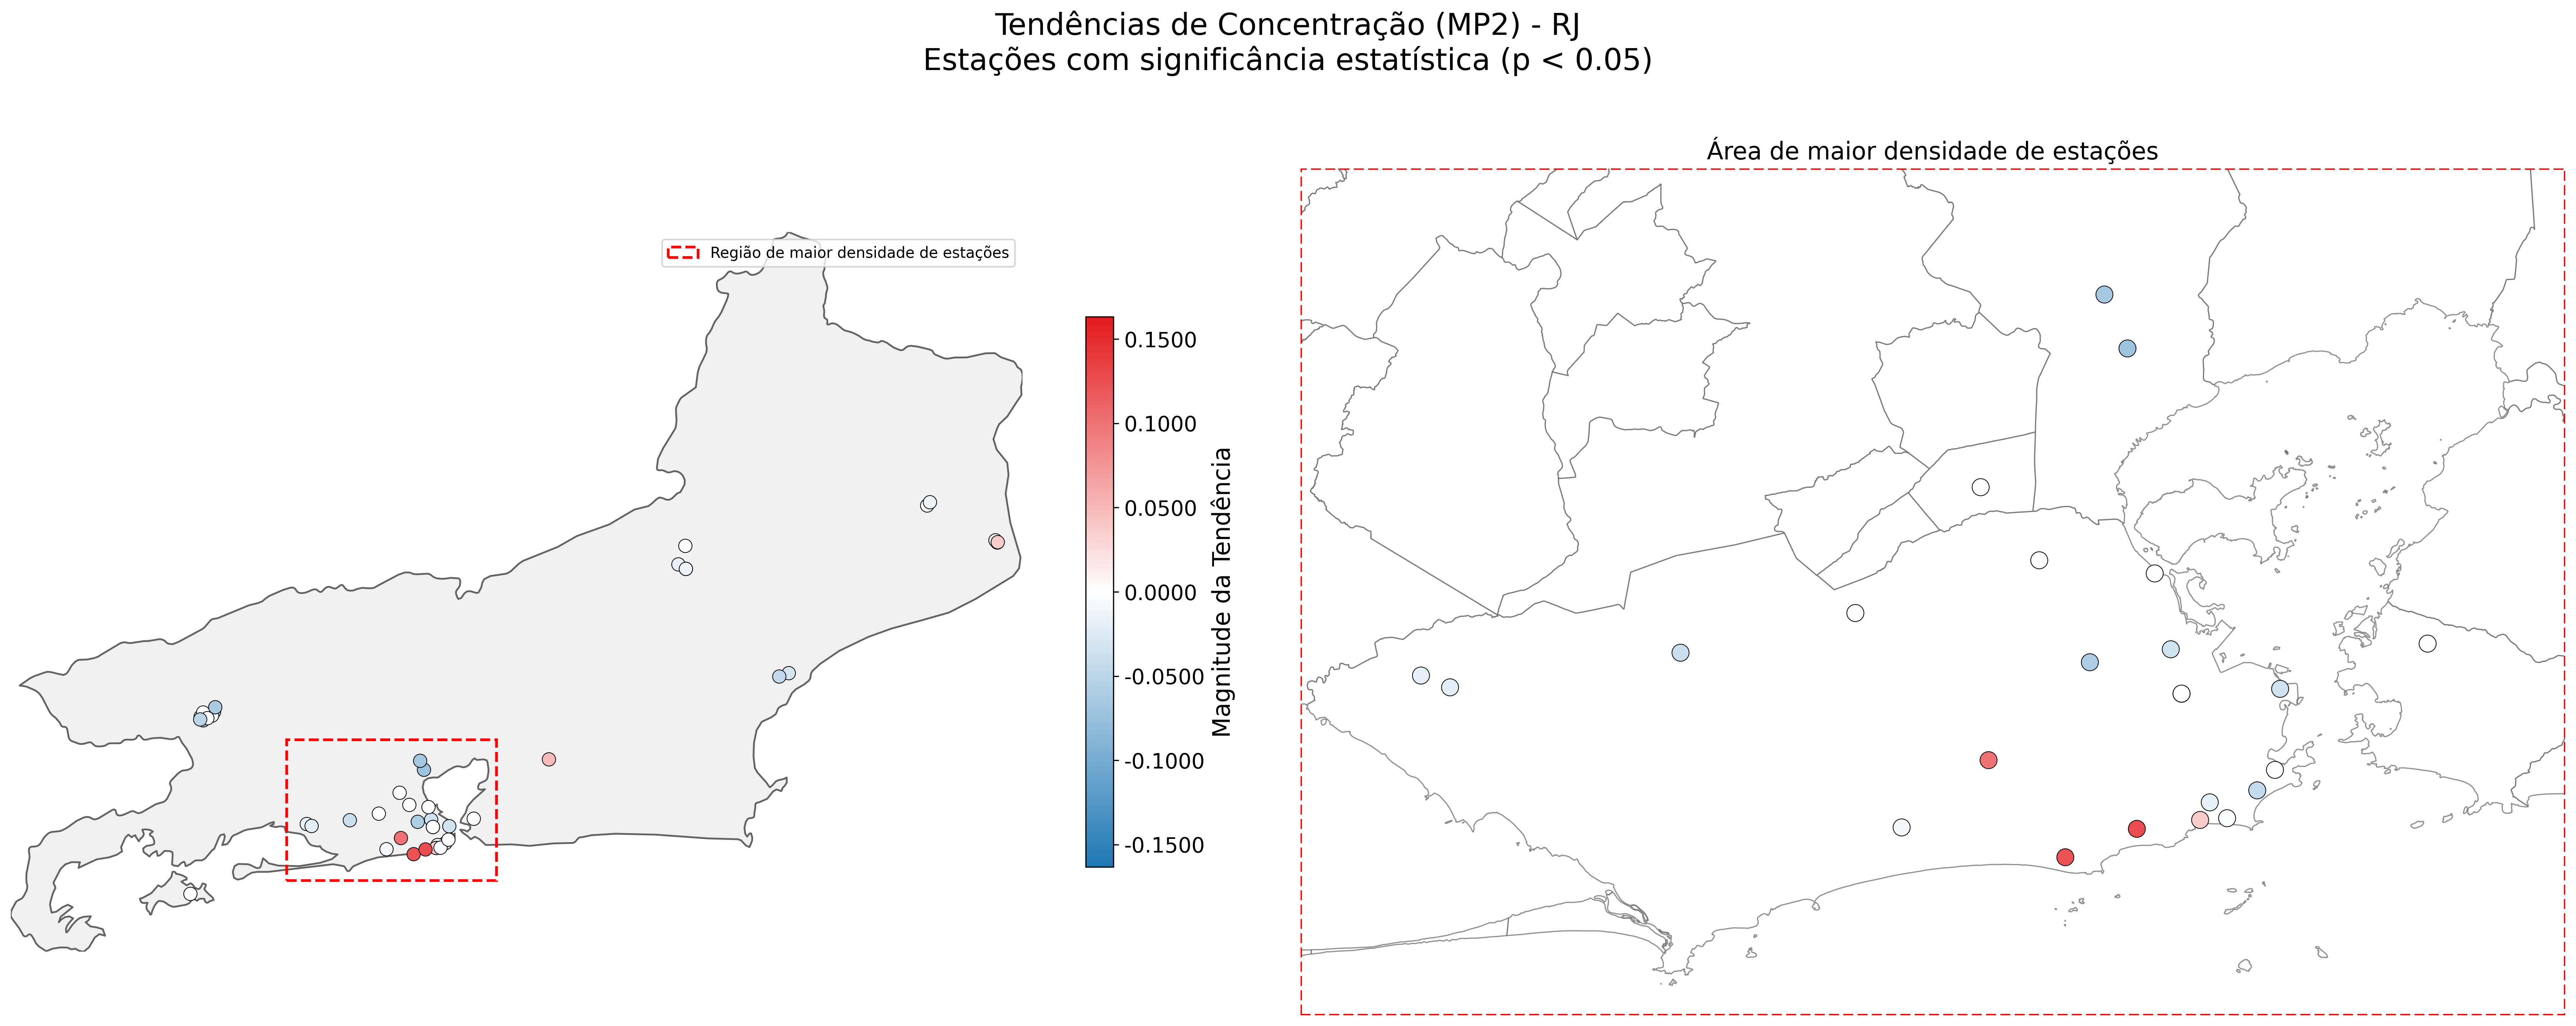 Tendências de Concentração (MP2) - RJ
Estações com significância estatística (p < 0.05)
Região de maior densidade de estações
0.1500
0.1000
0.0500
0.0000
-0.0500
-0.1000
-0.1500
Magnitude da Tendência
Área de maior densidade de estações